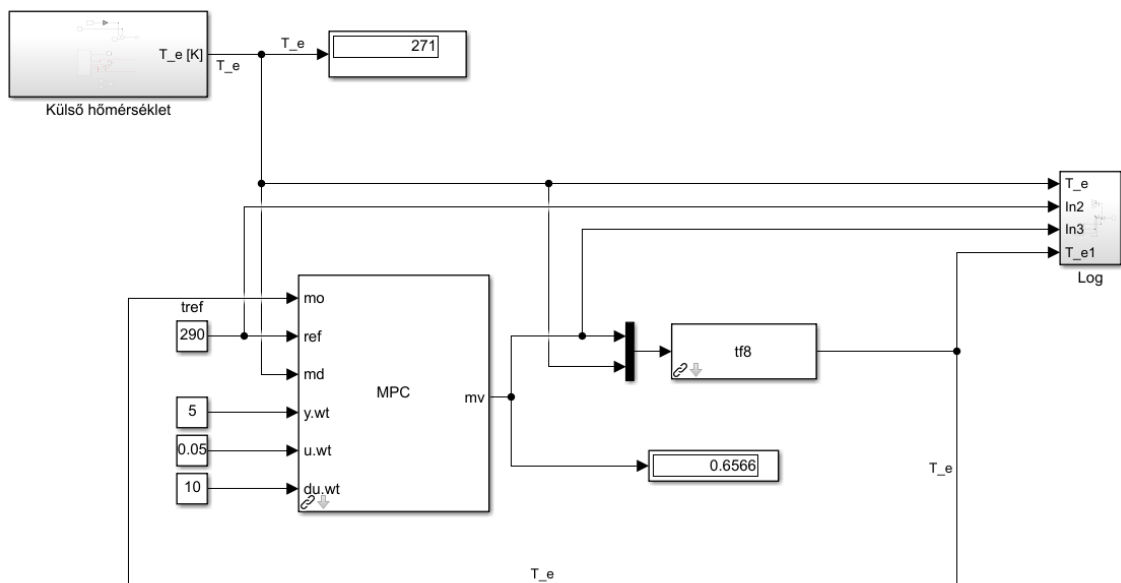 T_e [K]
T_e
T_e
271
Külső hőmérséklet
T_e
In2
In3
T_e1
Log
tref
290
5
0.05
10
mo
ref
md
y.wt
u.wt
du.wt
MPC
mv
tf8
0.6566
T_e
T_e